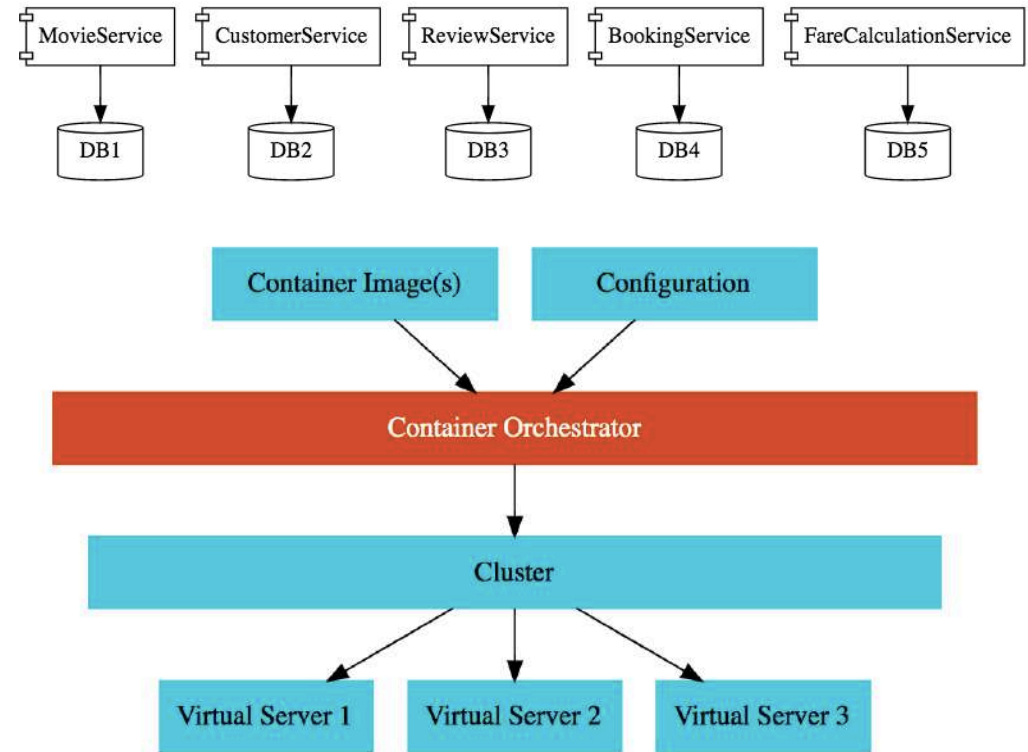 MovieService
CustomerService
ReviewService
BookingService
FareCalculationService
DB1
DB2
DB3
DB4
DB5
Container Image(s)
Configuration
Container Orchestrator
Cluster
Virtual Server 1
Virtual Server 2
Virtual Server 3